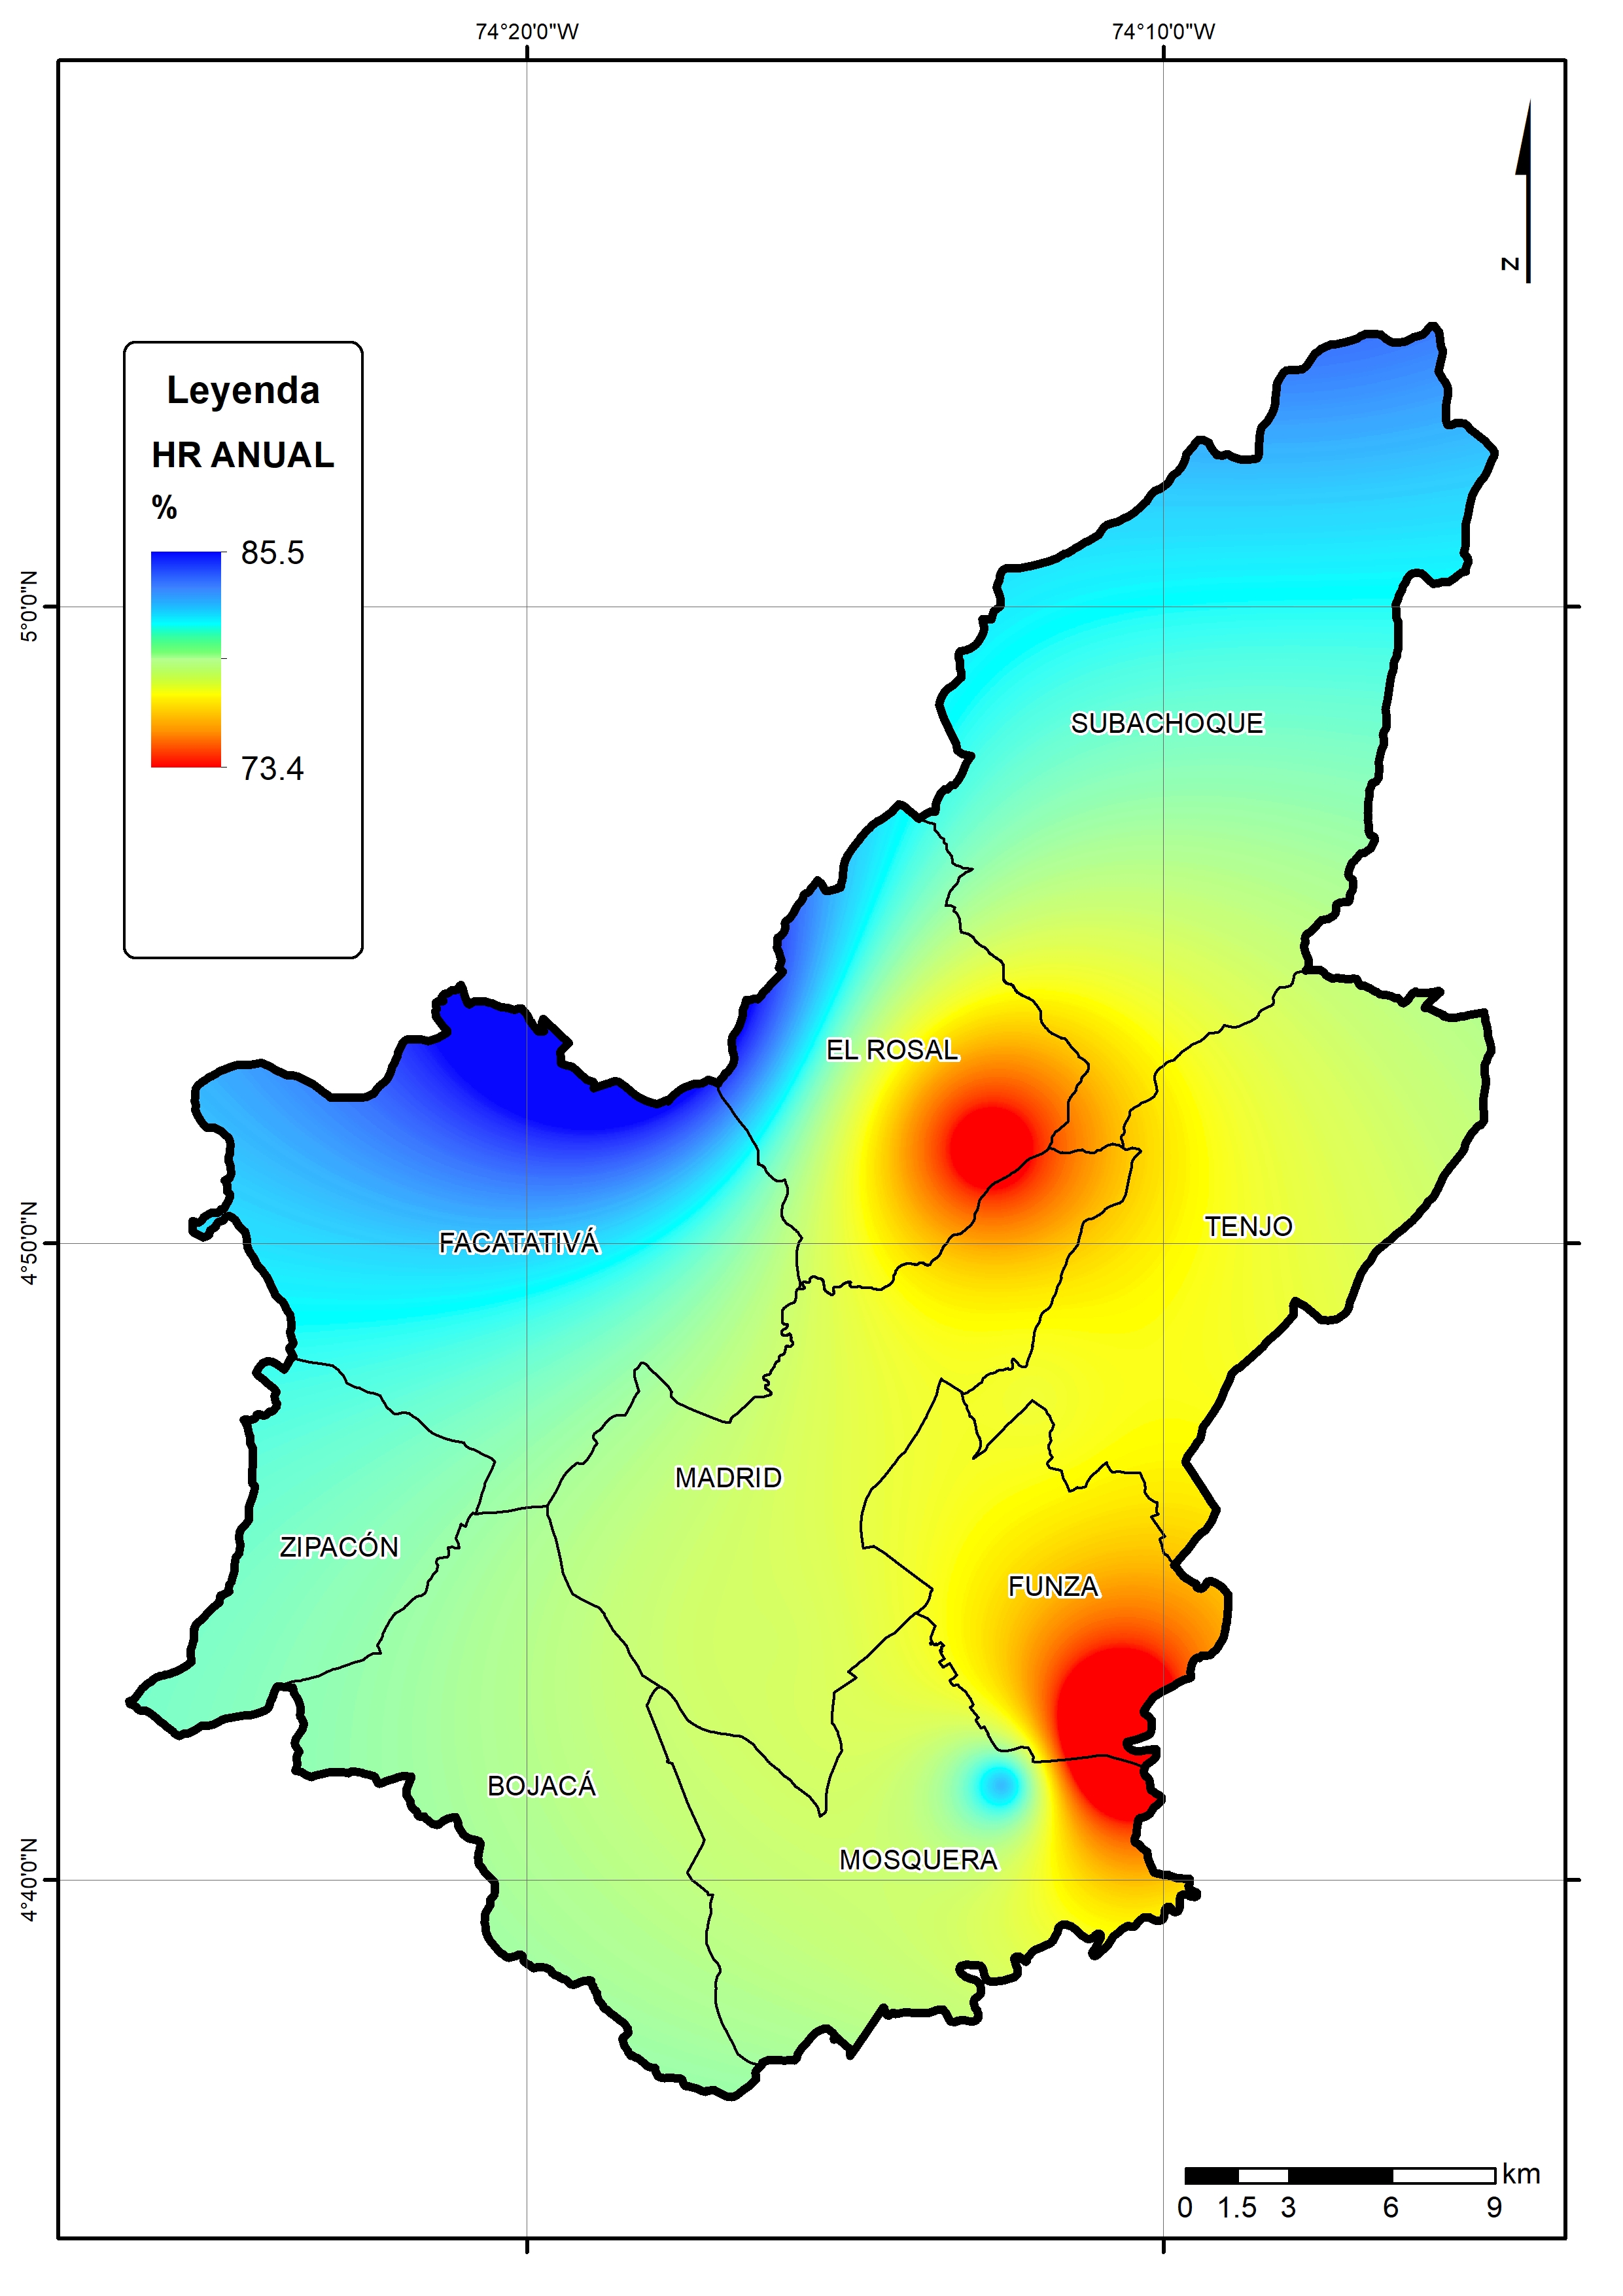 74°20'0"W
74°10'0"W
N
Leyenda
HR ANUAL
%
85.5
73.4
5°0'0"N
SUBACHOQUE
EL ROSAL
TENJO
4°50'0"N
FACATATIVÁ
MADRID
ZIPACÓN
FUNZA
BOJACÁ
MOSQUERA
4°40'0"N
km
0 1.5 3 6 9